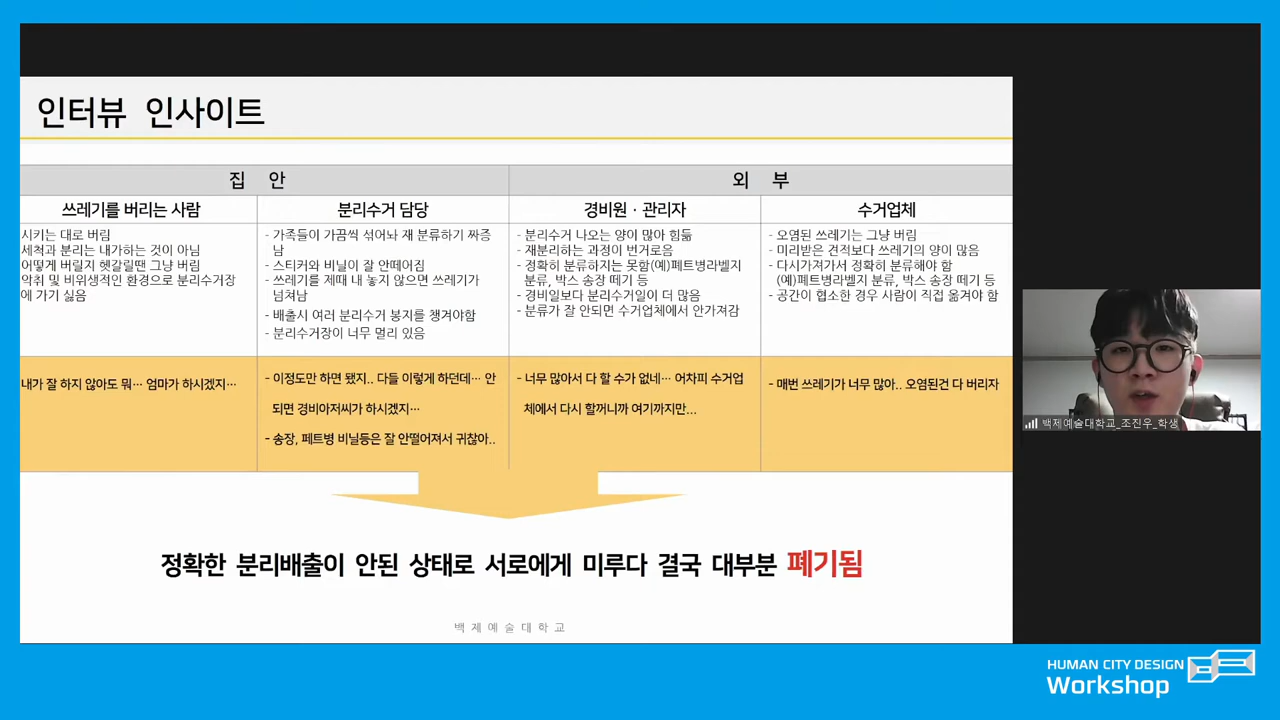 인터뷰 인사이트
집 안
외 부
쓰레기를 버리는 사람
분리수거 담당
경비원 · 관리자
수거업체
시키는 대로 버림
세척과 분리는 내가하는 것이 아님
어떻게 버릴지 헷갈릴땐 그냥 버림
악취 및 비위생적인 환경으로 분리수거장
에 가기 싫음
- 가족들이 가끔씩 섞어놔 재 분류하기 짜증
남
- 스티커와 비닐이 잘 안떼어짐
- 쓰레기를 제때 내 놓지 않으면 쓰레기가
넘쳐남
- 배출시 여러 분리수거 봉지를 챙겨야함
- 분리수거장이 너무 멀리 있음
- 분리수거 나오는 양이 많아 힘듦
- 재분리하는 과정이 번거로움
- 정확히 분류하지는 못함(예)페트병라벨지
분류, 박스 송장 떼기 등
- 경비일보다 분리수거일이 더 많음
- 분류가 잘 안되면 수거업체에서 안가져감
- 오염된 쓰레기는 그냥 버림
- 미리받은 견적보다 쓰레기의 양이 많음
- 다시가져가서 정확히 분류해야 함
(예)페트병라벨지 분류, 박스 송장 떼기 등
- 공간이 협소한 경우 사람이 직접 옮겨야 함
내가 잘 하지 않아도 뭐… 엄마가 하시겠지…
- 이정도만 하면 됐지.. 다들 이렇게 하던데… 안
되면 경비아저씨가 하시겠지…
- 송장, 페트병 비닐등은 잘 안떨어져서 귀찮아..
- 너무 많아서 다 할 수가 없네… 어차피 수거업
체에서 다시 할꺼니까 여기까지만...
- 매번 쓰레기가 너무 많아.. 오염된건 다 버리자
정확한 분리배출이 안된 상태로 서로에게 미루다 결국 대부분 폐기됨
백제예술대학교
백제예술대학교_조진우_학생
HUMAN CITY DESIGN
Workshop